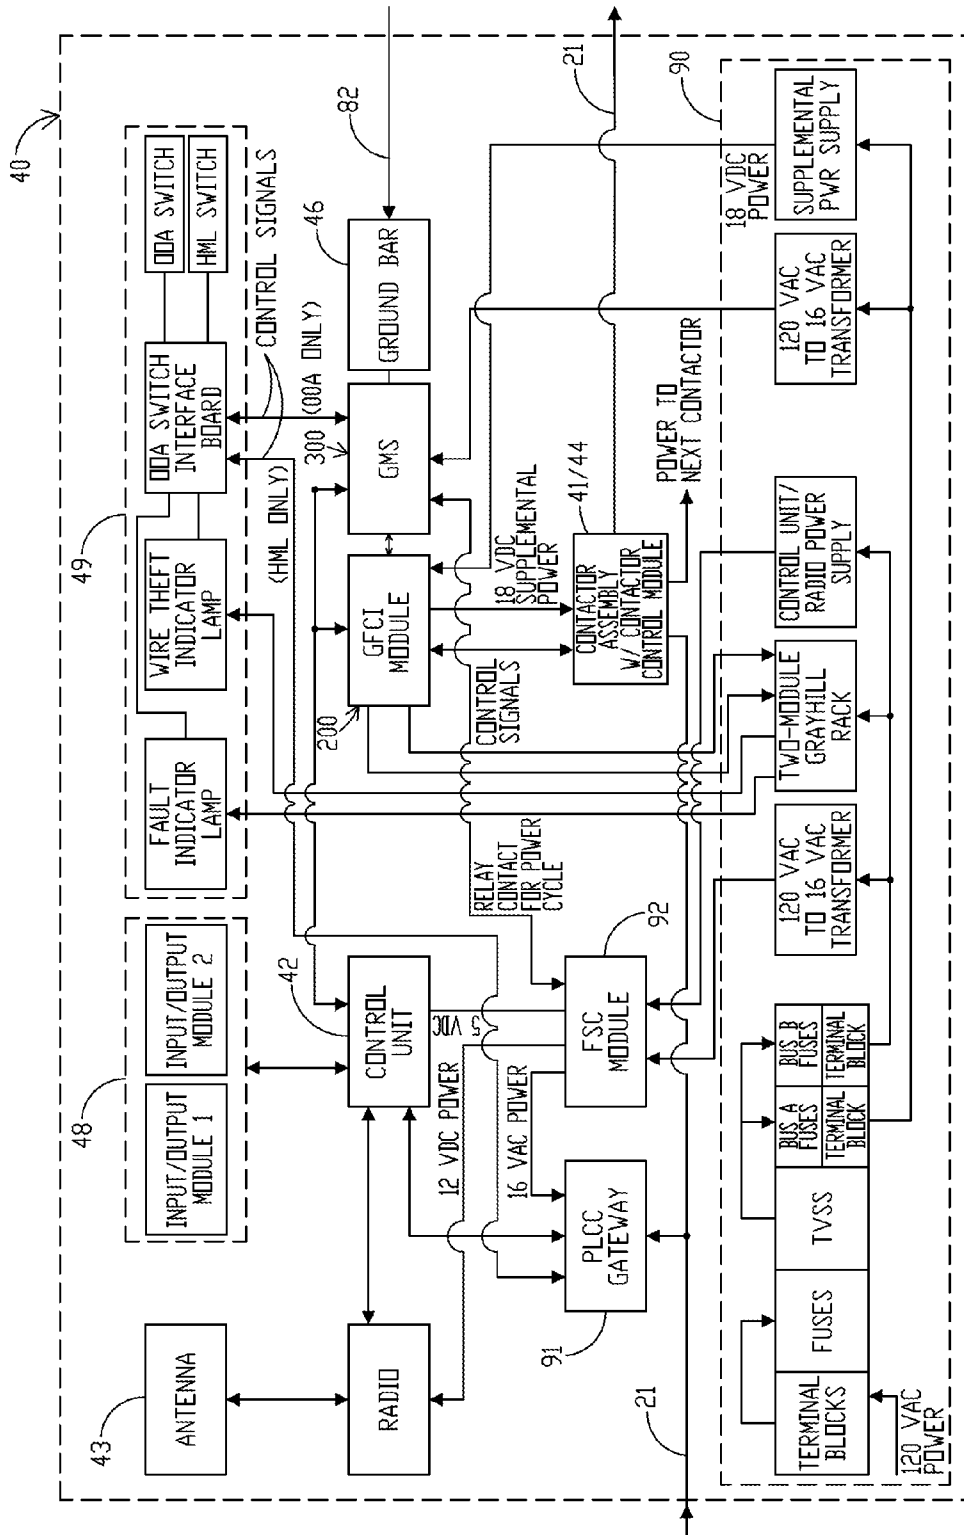 40
43
ANTENNA
48
INPUT/OUTPUT
MODULE 1
INPUT/OUTPUT
MODULE 2
49
FAULT
INDICATOR
LAMP
WIRE THEFT
INDICATOR
LAMP
OOA SWITCH
INTERFACE
BOARD
OOA SWITCH
HML SWITCH
CONTROL SIGNALS
(HML ONLY)
(OOA ONLY)
RADIO
42
CONTROL
UNIT
200
GFCI
MODULE
300
GMS
46
GROUND BAR
82
12 VDC POWER
5 VDC
16 VAC POWER
RELAY
CONTACT
FOR POWER
CYCLE
CONTROL
SIGNALS
18 VDC
SUPPLEMENTAL
POWER
91
PLCC
GATEWAY
92
FSC
MODULE
41/44
CONTACTOR
ASSEMBLY
W/ CONTACTOR
CONTROL MODULE
POWER TO
NEXT CONTACTOR
21
21
90
18 VDC
POWER
TERMINAL
BLOCKS
FUSES
TVSS
BUS A
FUSES
TERMINAL
BLOCK
BUS B
FUSES
TERMINAL
BLOCK
120 VAC
TO 16 VAC
TRANSFORMER
TWO-MODULE
GRAYHILL
RACK
CONTROL UNIT/
RADIO POWER
SUPPLY
120 VAC
TO 16 VAC
TRANSFORMER
SUPPLEMENTAL
PWR SUPPLY
120 VAC
POWER